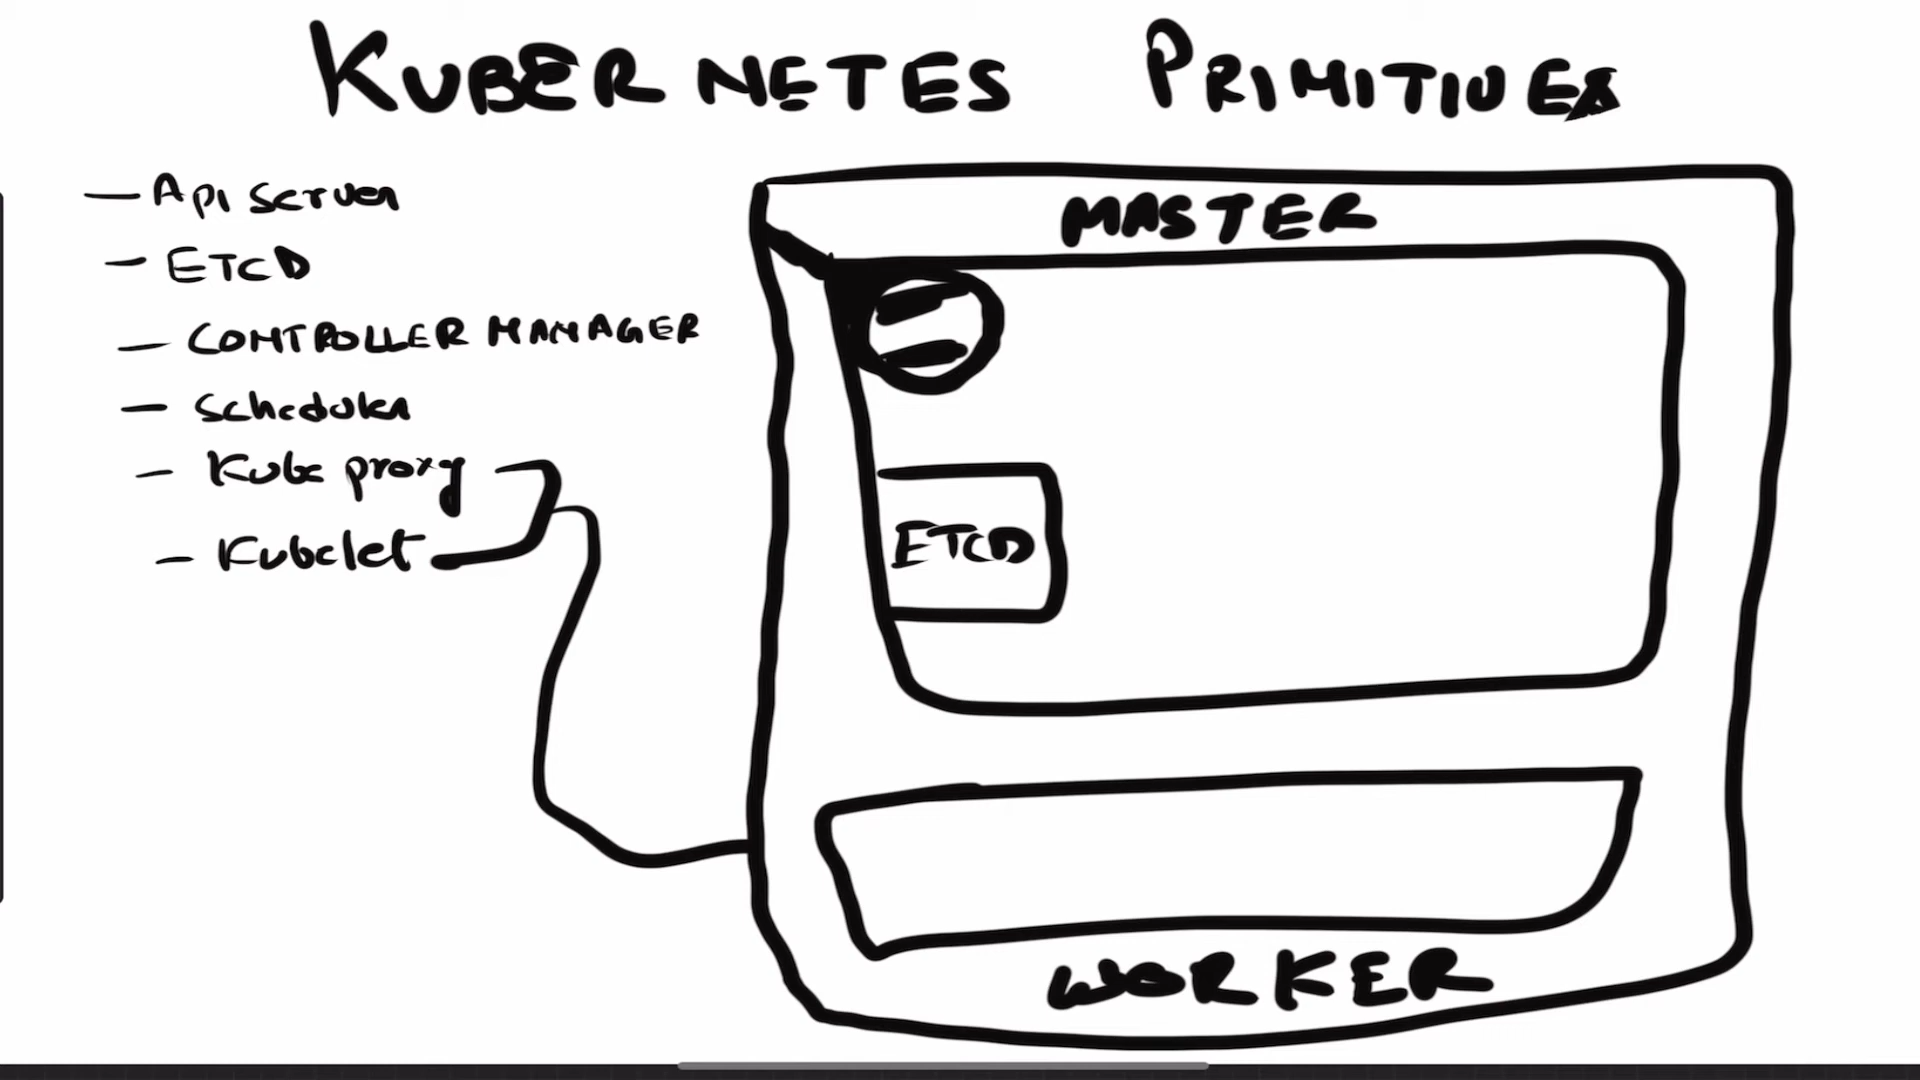 KUBERNETES PRIMITIVES
— Api server
— ETCD
— CONTROLLER MANAGER
— scheduler
— Kube proxy
— Kubelet
MASTER
ETCD
WORKER